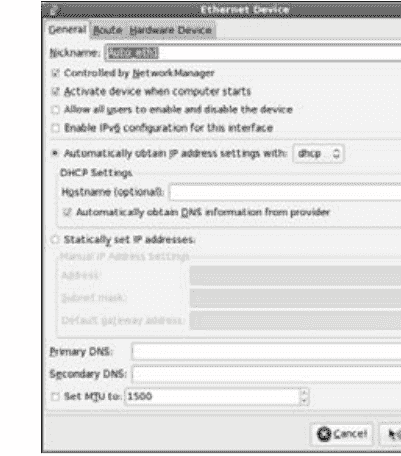 Ethernet Device
General Route Hardware Device
Nickname: Auto_eth1
Controlled by NetworkManager
Activate device when computer starts
Allow all users to enable and disable the device
Enable IPv6 configuration for this interface
Automatically obtain IP address settings with: dhcp
DHCP Settings
Hostname (optional):
Automatically obtain DNS information from provider
Statically set IP addresses:
Manual IP Address Settings
Address:
Subnet mask:
Default gateway address:
Primary DNS:
Secondary DNS:
Set MTU to: 1500
Cancel